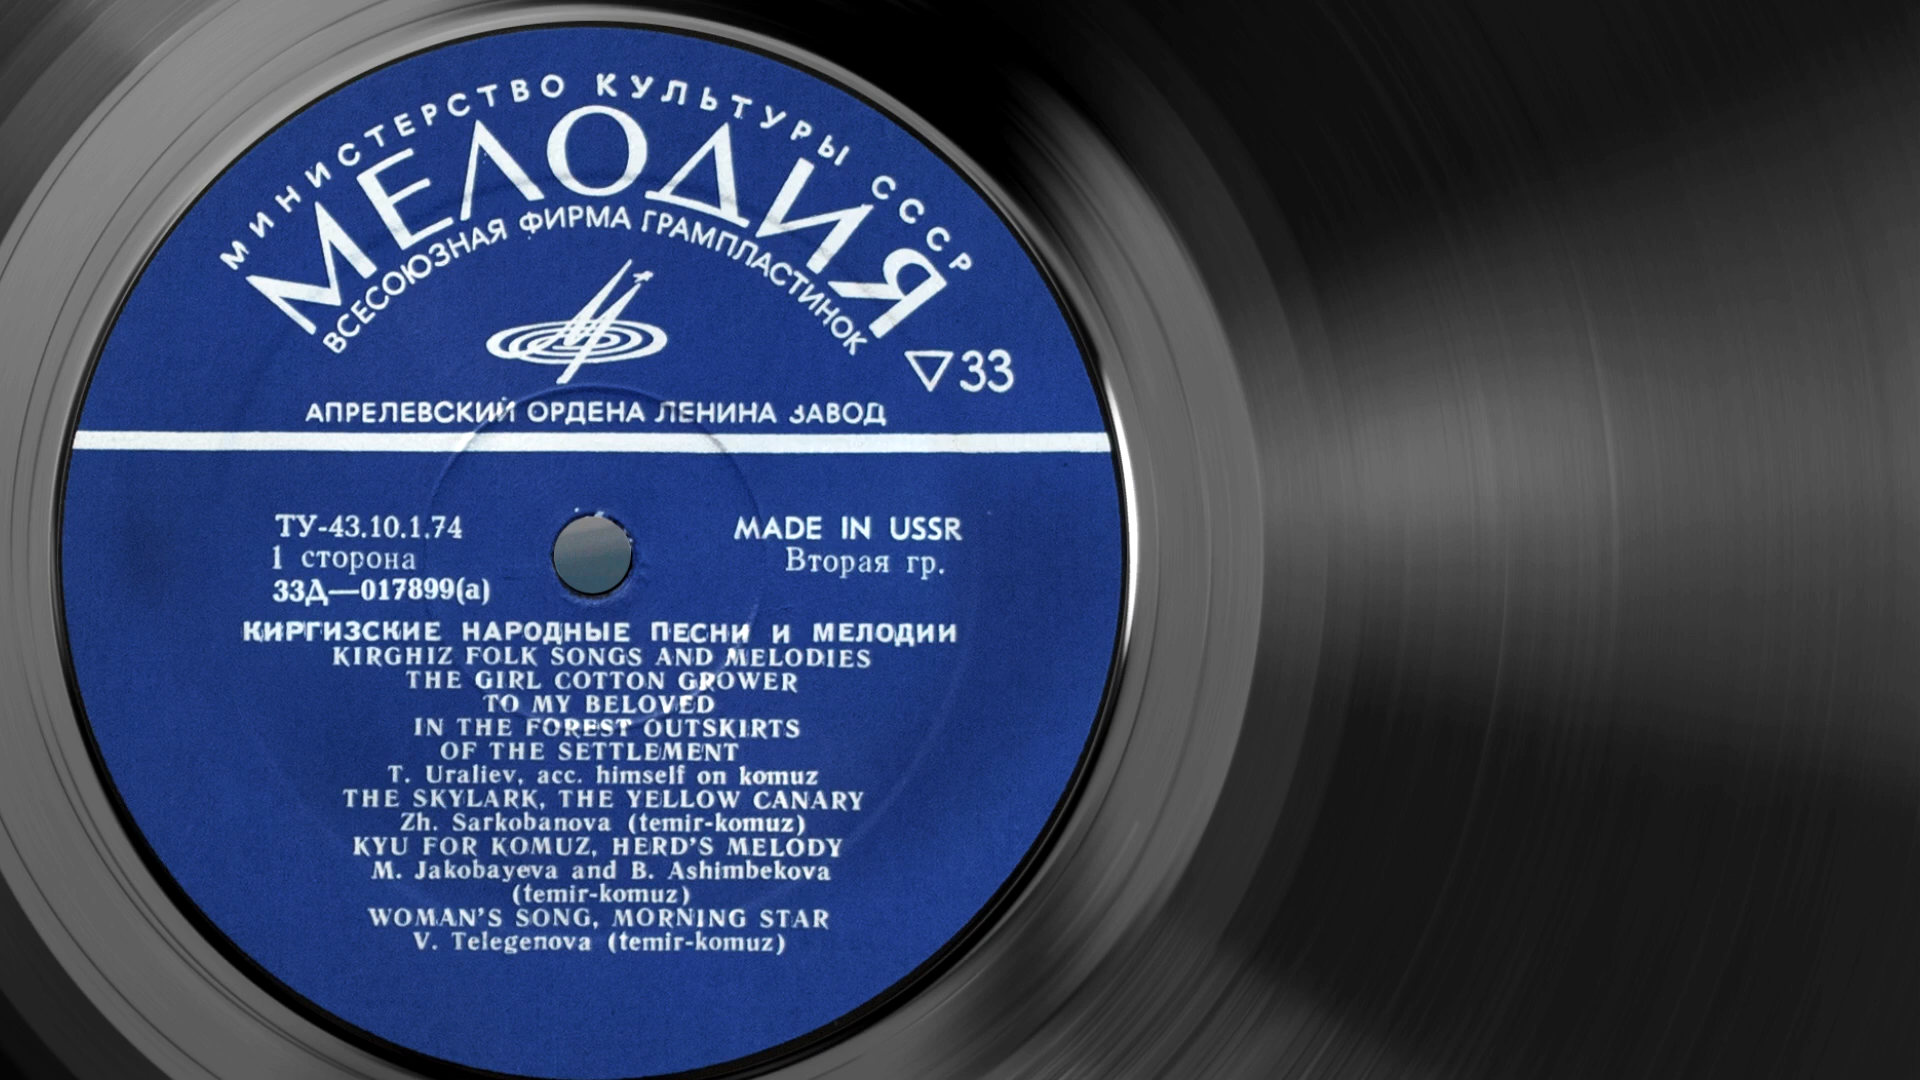 МИНИСТЕРСТВО КУЛЬТУРЫ СССР
МЕЛОДИЯ
ВСЕСОЮЗНАЯ ФИРМА ГРАМПЛАСТИНОК
▽33
АПРЕЛЕВСКИЙ ОРДЕНА ЛЕНИНА ЗАВОД
ТУ-43.10.1.74
MADE IN USSR
1 сторона
Вторая гр.
33Д—017899(а)
КИРГИЗСКИЕ НАРОДНЫЕ ПЕСНИ И МЕЛОДИИ
KIRGHIZ FOLK SONGS AND MELODIES
THE GIRL COTTON GROWER
TO MY BELOVED
IN THE FOREST OUTSKIRTS
OF THE SETTLEMENT
T. Uraliev, acc. himself on komuz
THE SKYLARK, THE YELLOW CANARY
Zh. Sarkobanova (temir-komuz)
KYU FOR KOMUZ, HERD'S MELODY
M. Jakobayeva and B. Ashimbekova
(temir-komuz)
WOMAN'S SONG, MORNING STAR
V. Telegenova (temir-komuz)